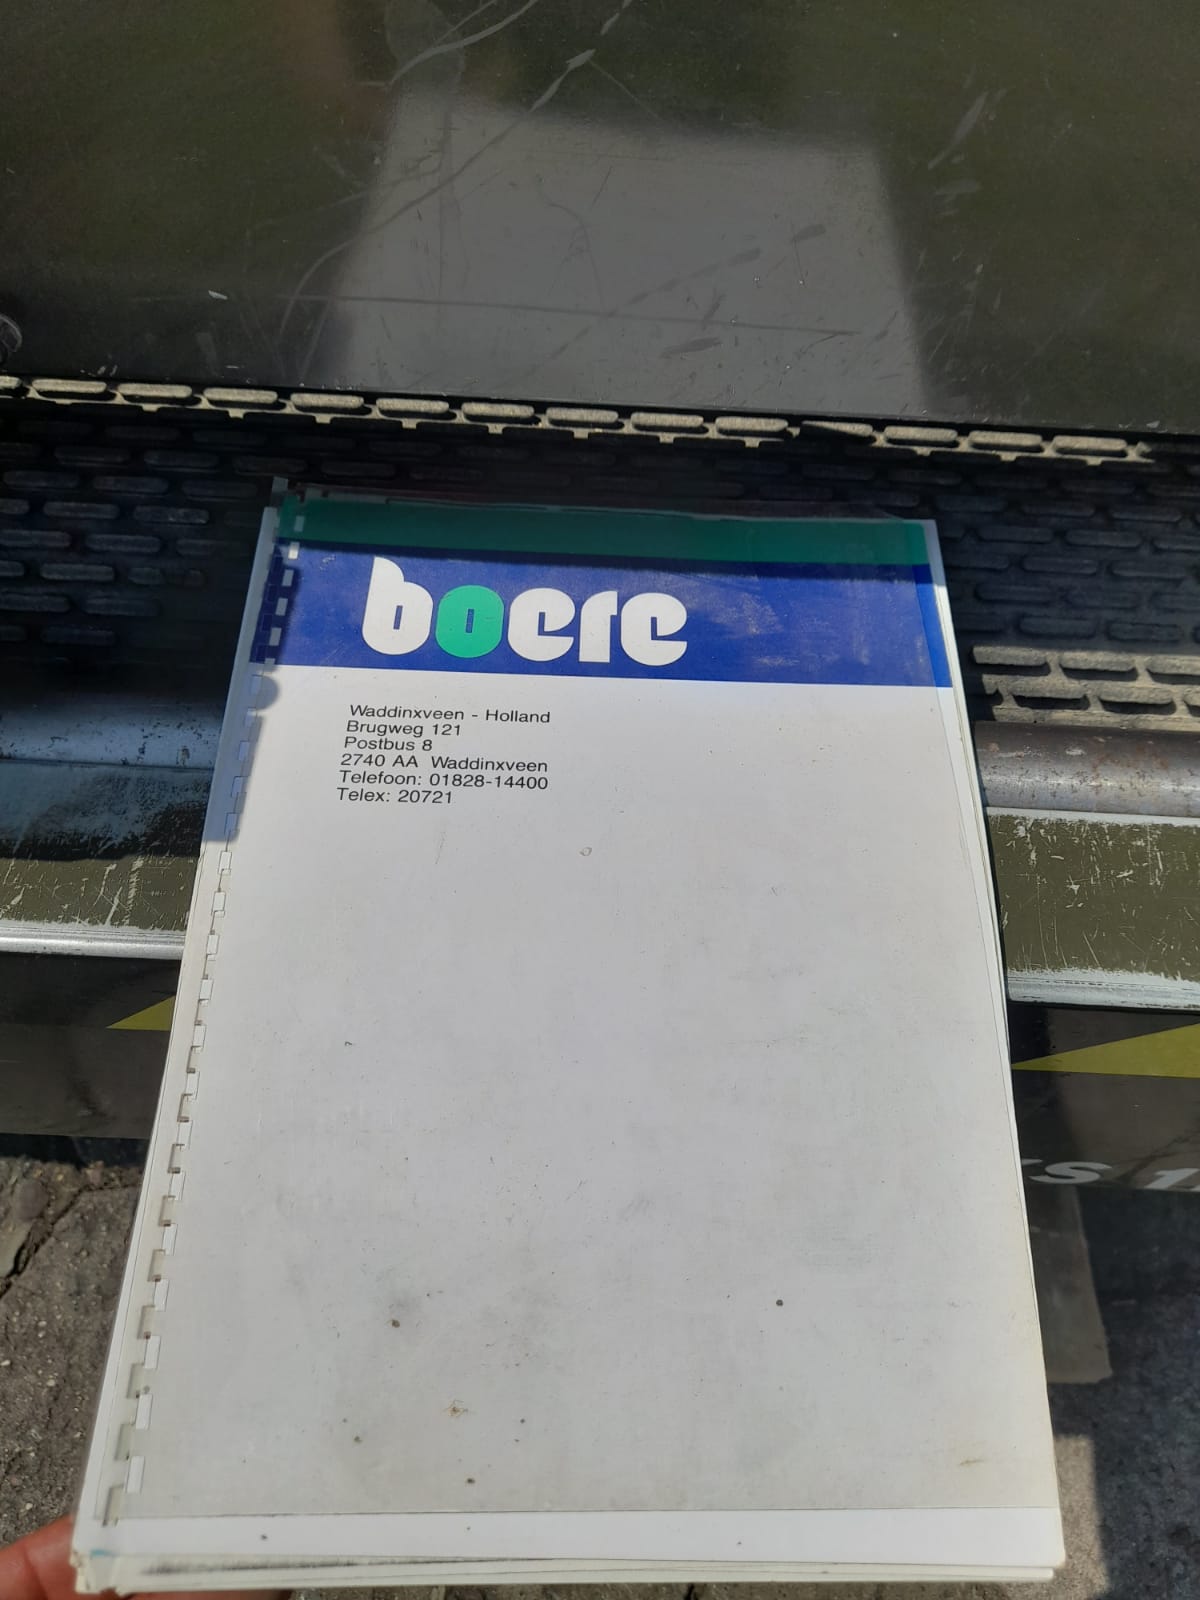 boere
Waddinxveen - Holland
Brugweg 121
Postbus 8
2740 AA Waddinxveen
Telefoon: 01828-14400
Telex: 20721